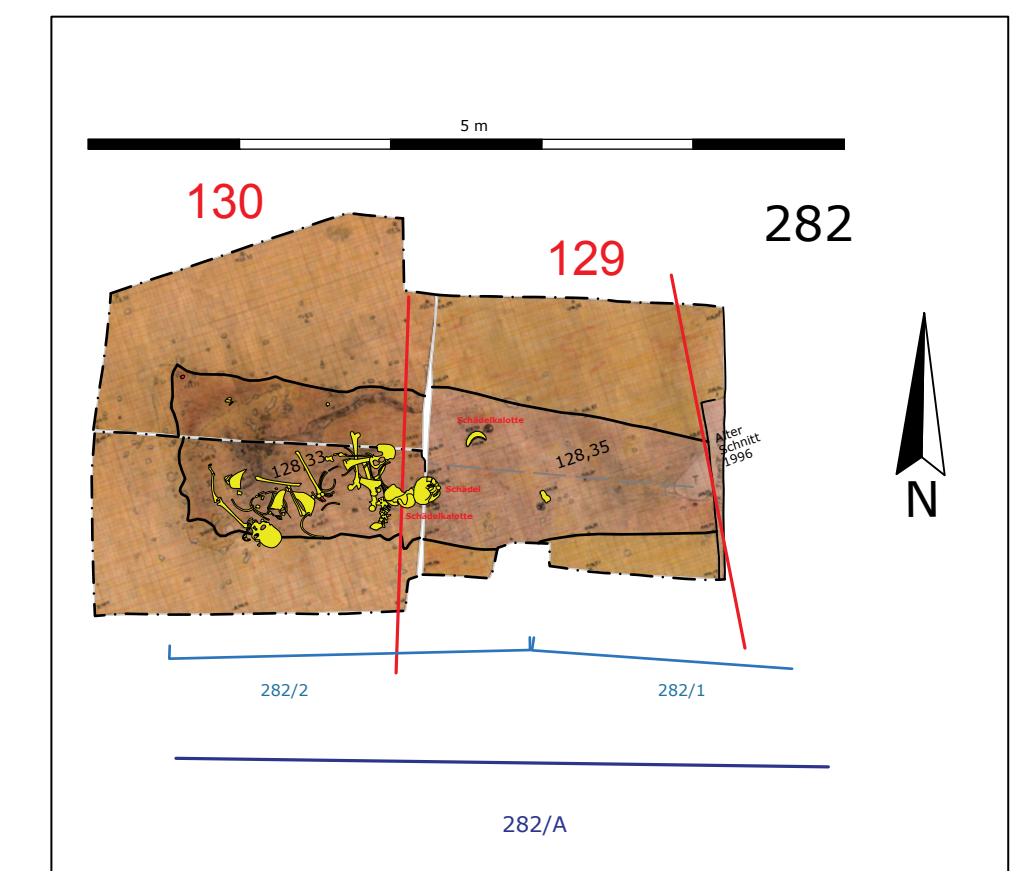 5 m
130
282
129
Schädelkalotte
Alter
Schnitt
1996
128,35
128,33
Schädel
Schädelkalotte
N
282/2
282/1
282/A